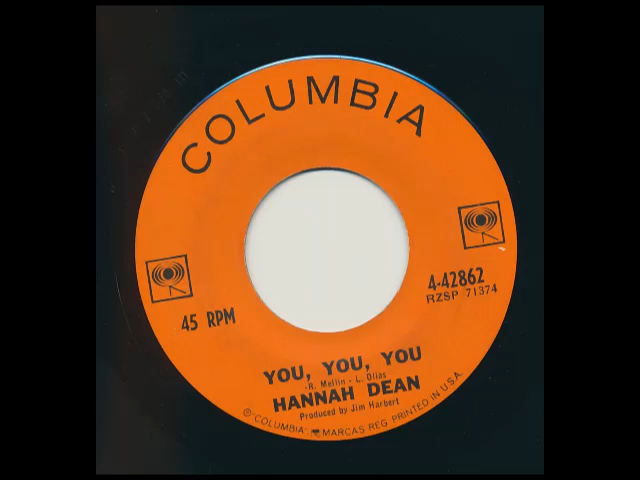 COLUMBIA
4-42862
RZSP 71374
45 RPM
YOU, YOU, YOU
-R. Mellin - L. Olias
HANNAH DEAN
Produced by Jim Harbert
® "COLUMBIA", MARCAS REG. PRINTED IN U.S.A.